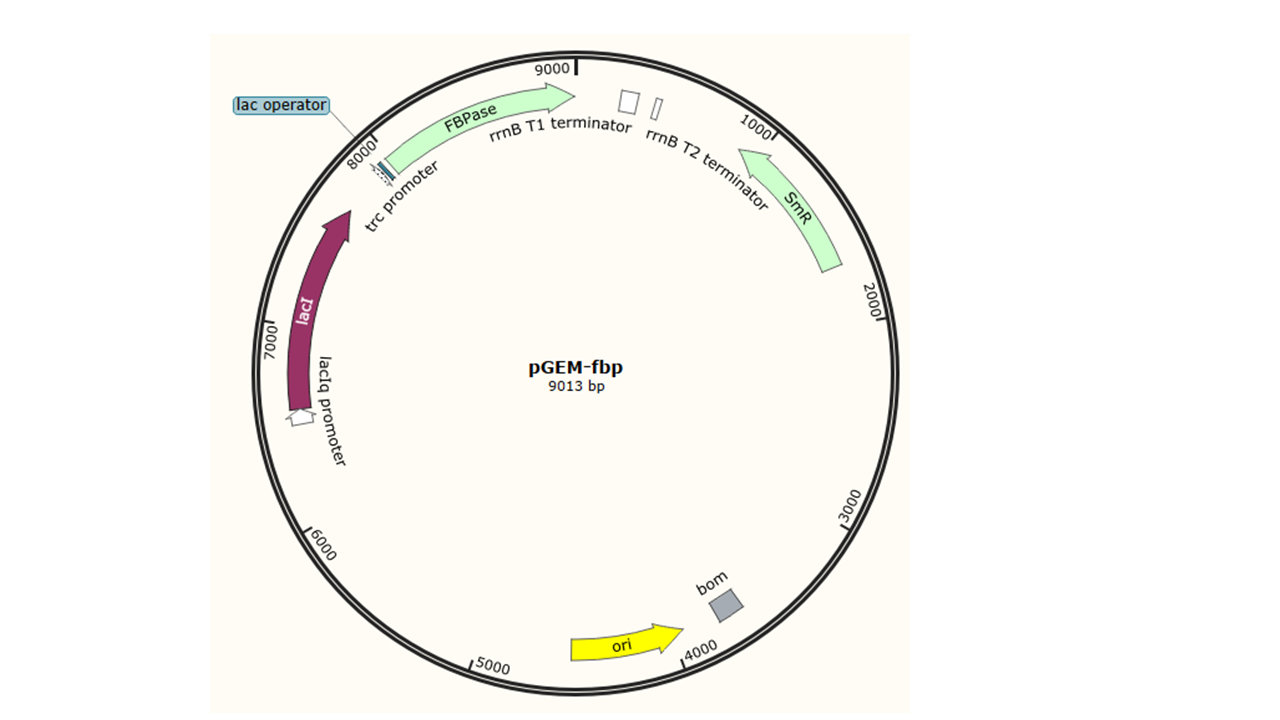 9000
lac operator
FBPase
rrnB T1 terminator
1000
8000
rrnB T2 terminator
trc promoter
SmR
2000
lacI
7000
lacIq promoter
pGEM-fbp
9013 bp
3000
6000
bom
ori
4000
5000